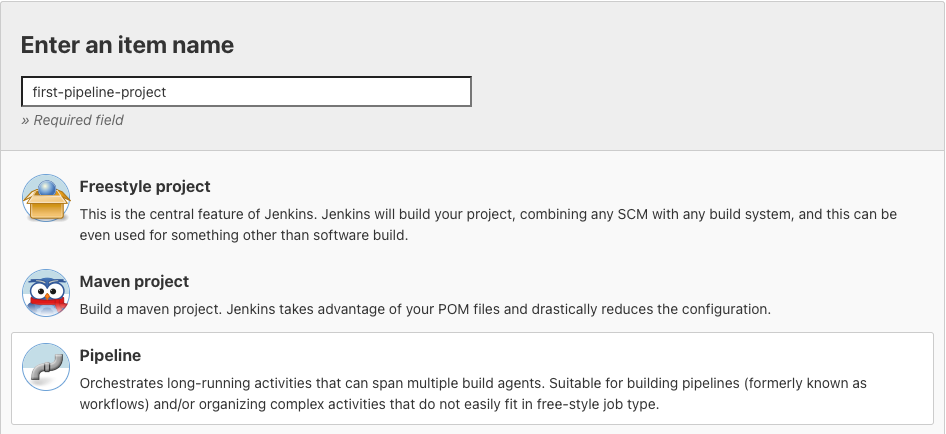 Enter an item name
first-pipeline-project
» Required field
Freestyle project
This is the central feature of Jenkins. Jenkins will build your project, combining any SCM with any build system, and this can be
even used for something other than software build.
Maven project
Build a maven project. Jenkins takes advantage of your POM files and drastically reduces the configuration.
Pipeline
Orchestrates long-running activities that can span multiple build agents. Suitable for building pipelines (formerly known as
workflows) and/or organizing complex activities that do not easily fit in free-style job type.